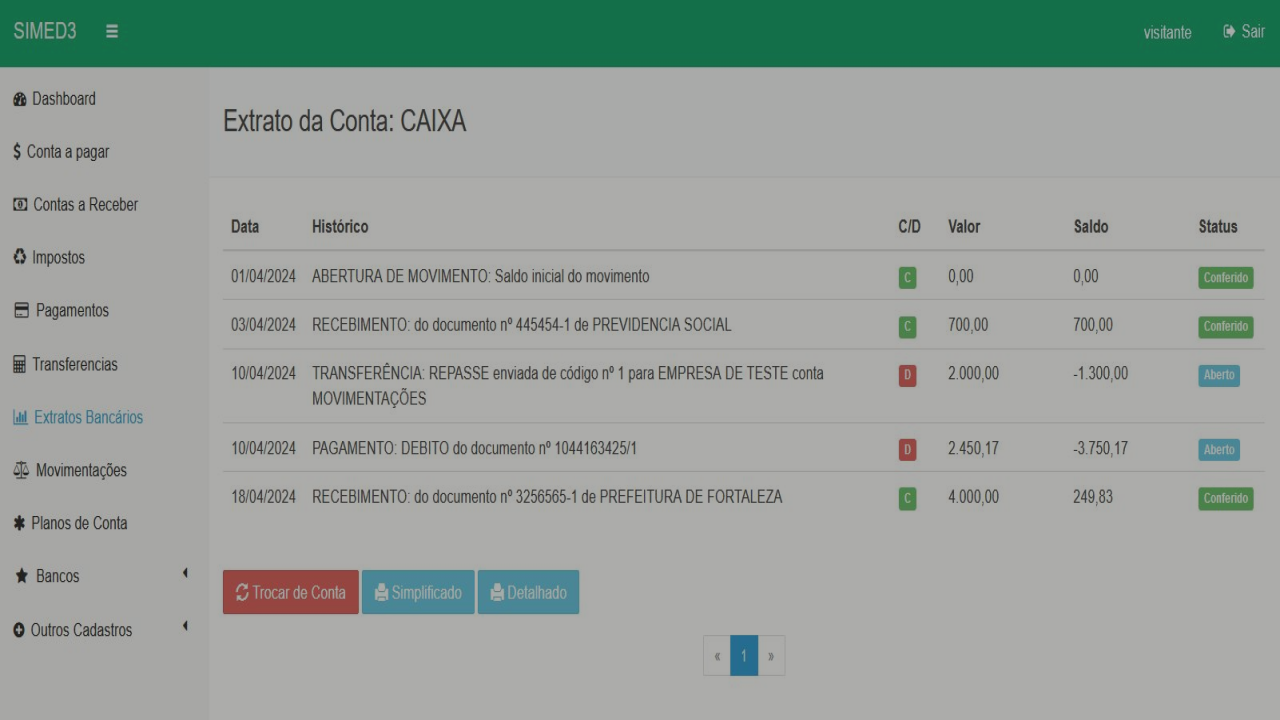 SIMED3
visitante
Sair
Dashboard
Conta a pagar
Contas a Receber
Impostos
Pagamentos
Transferencias
Extratos Bancários
Movimentações
Planos de Conta
Bancos
Outros Cadastros
Extrato da Conta: CAIXA
Data Histórico C/D Valor Saldo Status
01/04/2024 ABERTURA DE MOVIMENTO: Saldo inicial do movimento C 0,00 0,00 Conferido
03/04/2024 RECEBIMENTO: do documento nº 445454-1 de PREVIDENCIA SOCIAL C 700,00 700,00 Conferido
10/04/2024 TRANSFERÊNCIA: REPASSE enviada de código nº 1 para EMPRESA DE TESTE conta D 2.000,00 -1.300,00 Aberto
MOVIMENTAÇÕES
10/04/2024 PAGAMENTO: DEBITO do documento nº 1044163425/1 D 2.450,17 -3.750,17 Aberto
18/04/2024 RECEBIMENTO: do documento nº 3256565-1 de PREFEITURA DE FORTALEZA C 4.000,00 249,83 Conferido
Trocar de Conta Simplificado Detalhado
« 1 »